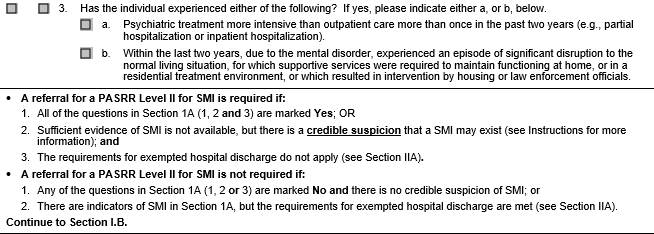 3. Has the individual experienced either of the following? If yes, please indicate either a, or b, below.
a. Psychiatric treatment more intensive than outpatient care more than once in the past two years (e.g., partial
hospitalization or inpatient hospitalization).
b. Within the last two years, due to the mental disorder, experienced an episode of significant disruption to the
normal living situation, for which supportive services were required to maintain functioning at home, or in a
residential treatment environment, or which resulted in intervention by housing or law enforcement officials.
• A referral for a PASRR Level II for SMI is required if:
1. All of the questions in Section 1A (1, 2 and 3) are marked Yes; OR
2. Sufficient evidence of SMI is not available, but there is a credible suspicion that a SMI may exist (see Instructions for more
information); and
3. The requirements for exempted hospital discharge do not apply (see Section IIA).
• A referral for a PASRR Level II for SMI is not required if:
1. Any of the questions in Section 1A (1, 2 or 3) are marked No and there is no credible suspicion of SMI; or
2. There are indicators of SMI in Section 1A, but the requirements for exempted hospital discharge are met (see Section IIA).
Continue to Section I.B.